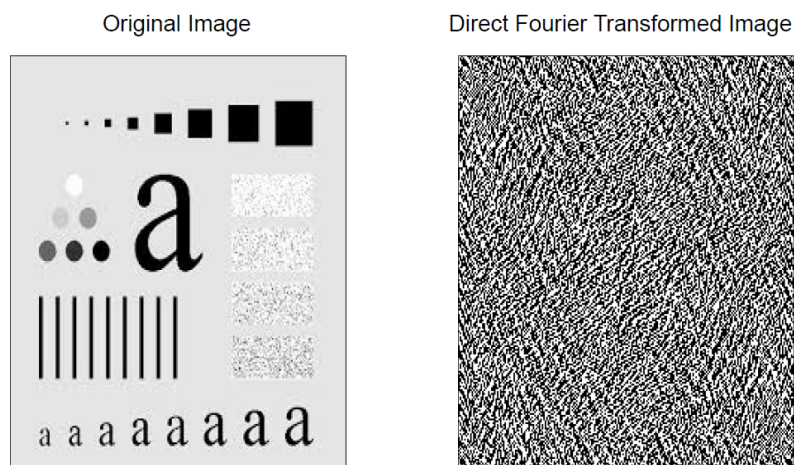 Original Image
Direct Fourier Transformed Image
a
a a a a a a a a